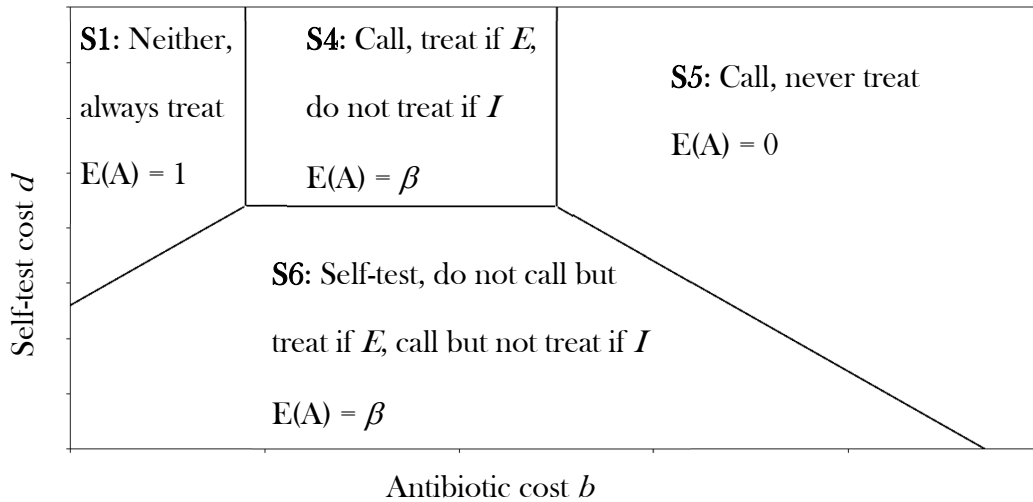 S1: Neither,
always treat
E(A) = 1
S4: Call, treat if E,
do not treat if I
E(A) = β
S5: Call, never treat
E(A) = 0
S6: Self-test, do not call but
treat if E, call but not treat if I
E(A) = β
Self-test cost d
Antibiotic cost b